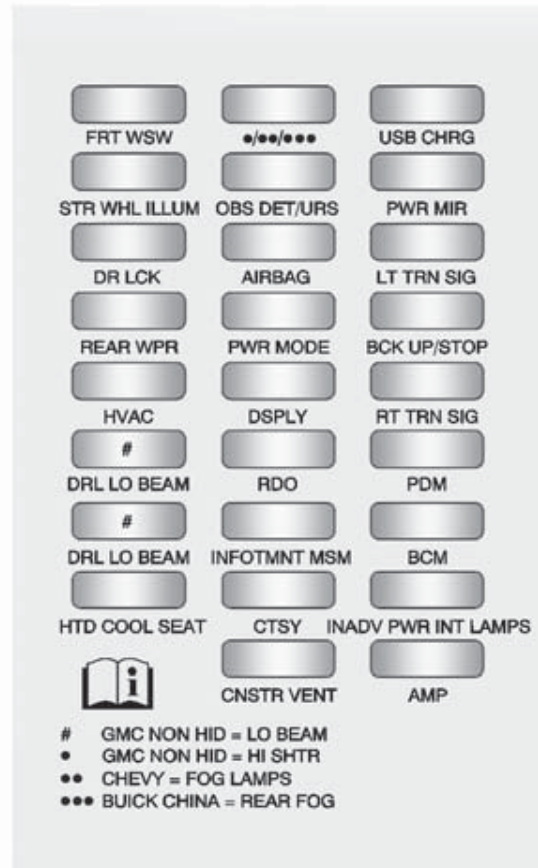 FRT WSW ●/●●/●●● USB CHRG
STR WHL ILLUM OBS DET/URS PWR MIR
DR LCK AIRBAG LT TRN SIG
REAR WPR PWR MODE BCK UP/STOP
HVAC DSPLY RT TRN SIG
#
DRL LO BEAM RDO PDM
#
DRL LO BEAM INFOTMNT MSM BCM
HTD COOL SEAT CTSY INADV PWR INT LAMPS
i
CNSTR VENT AMP
# GMC NON HID = LO BEAM
● GMC NON HID = HI SHTR
●● CHEVY = FOG LAMPS
●●● BUICK CHINA = REAR FOG